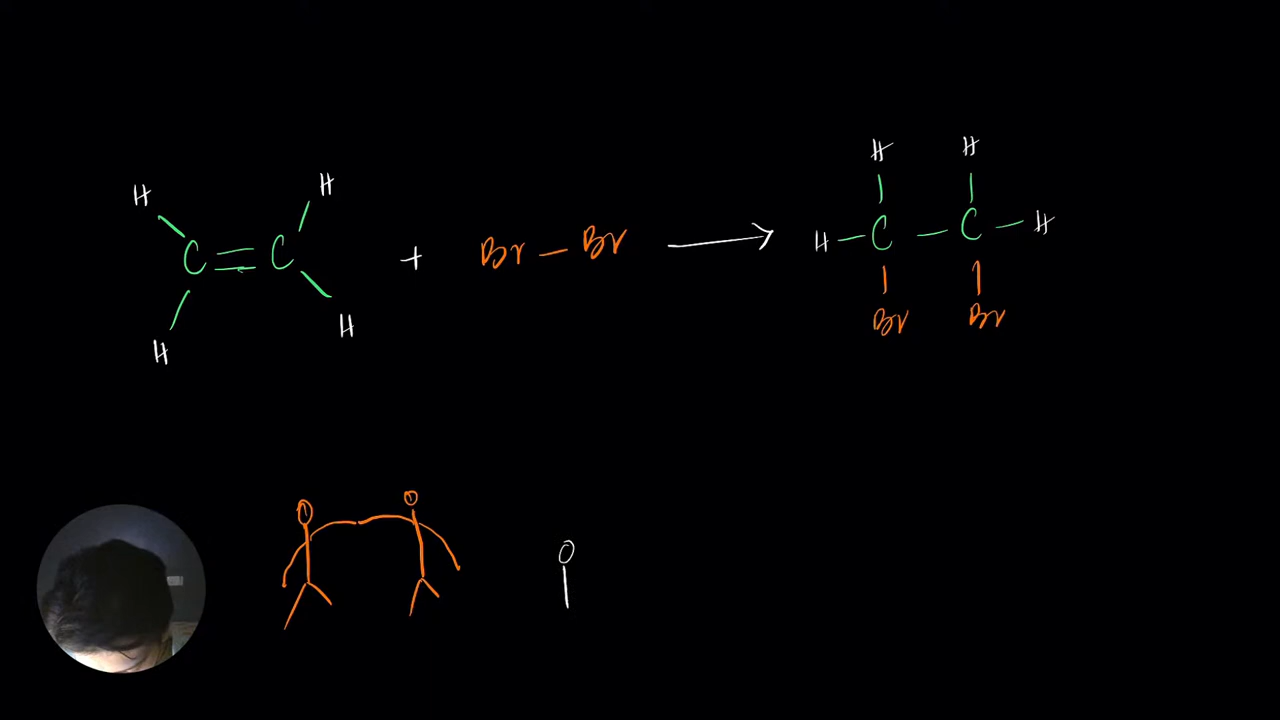 H H
H H
C = C + Br — Br → H — C — C — H
H H
Br Br